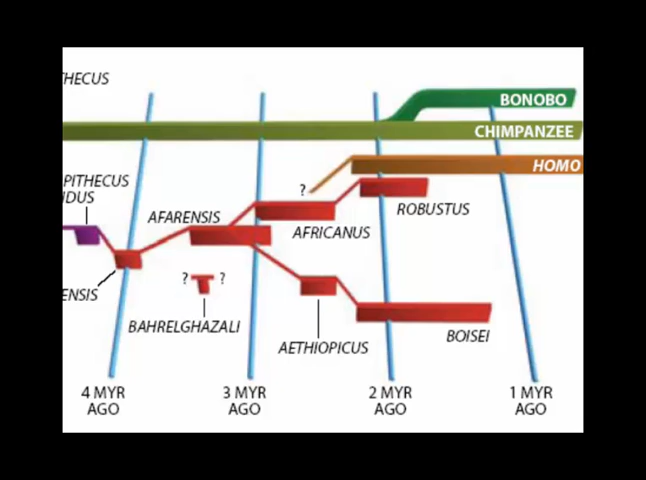 THECUS
BONOBO
CHIMPANZEE
HOMO
PITHECUS
IDUS
?
AFARENSIS
ROBUSTUS
AFRICANUS
? ?
ENSIS
BAHRELGHAZALI
AETHIOPICUS
BOISEI
4 MYR
AGO
3 MYR
AGO
2 MYR
AGO
1 MYR
AGO